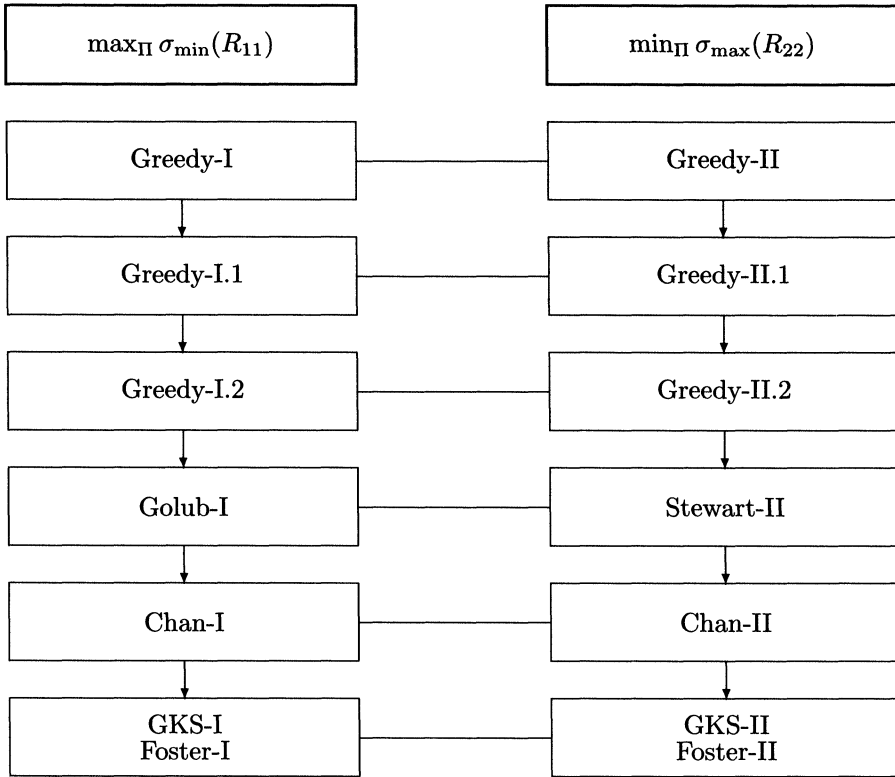 max_Π σ_min(R_11) min_Π σ_max(R_22)
Greedy-I Greedy-II
Greedy-I.1 Greedy-II.1
Greedy-I.2 Greedy-II.2
Golub-I Stewart-II
Chan-I Chan-II
GKS-I GKS-II
Foster-I Foster-II